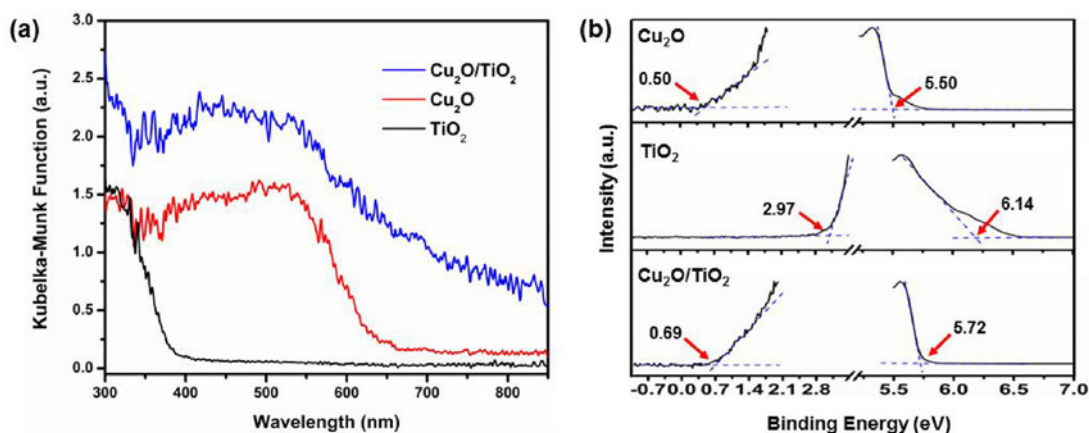 (a)
3.0
2.5
2.0
1.5
1.0
0.5
0.0
Kubelka-Munk Function (a.u.)
Cu₂O/TiO₂
Cu₂O
TiO₂
300 400 500 600 700 800
Wavelength (nm)
(b)
Cu₂O
0.50
5.50
TiO₂
2.97
6.14
Cu₂O/TiO₂
0.69
5.72
Intensity (a.u.)
-0.7 0.0 0.7 1.4 2.1 2.8 5.5 6.0 6.5 7.0
Binding Energy (eV)